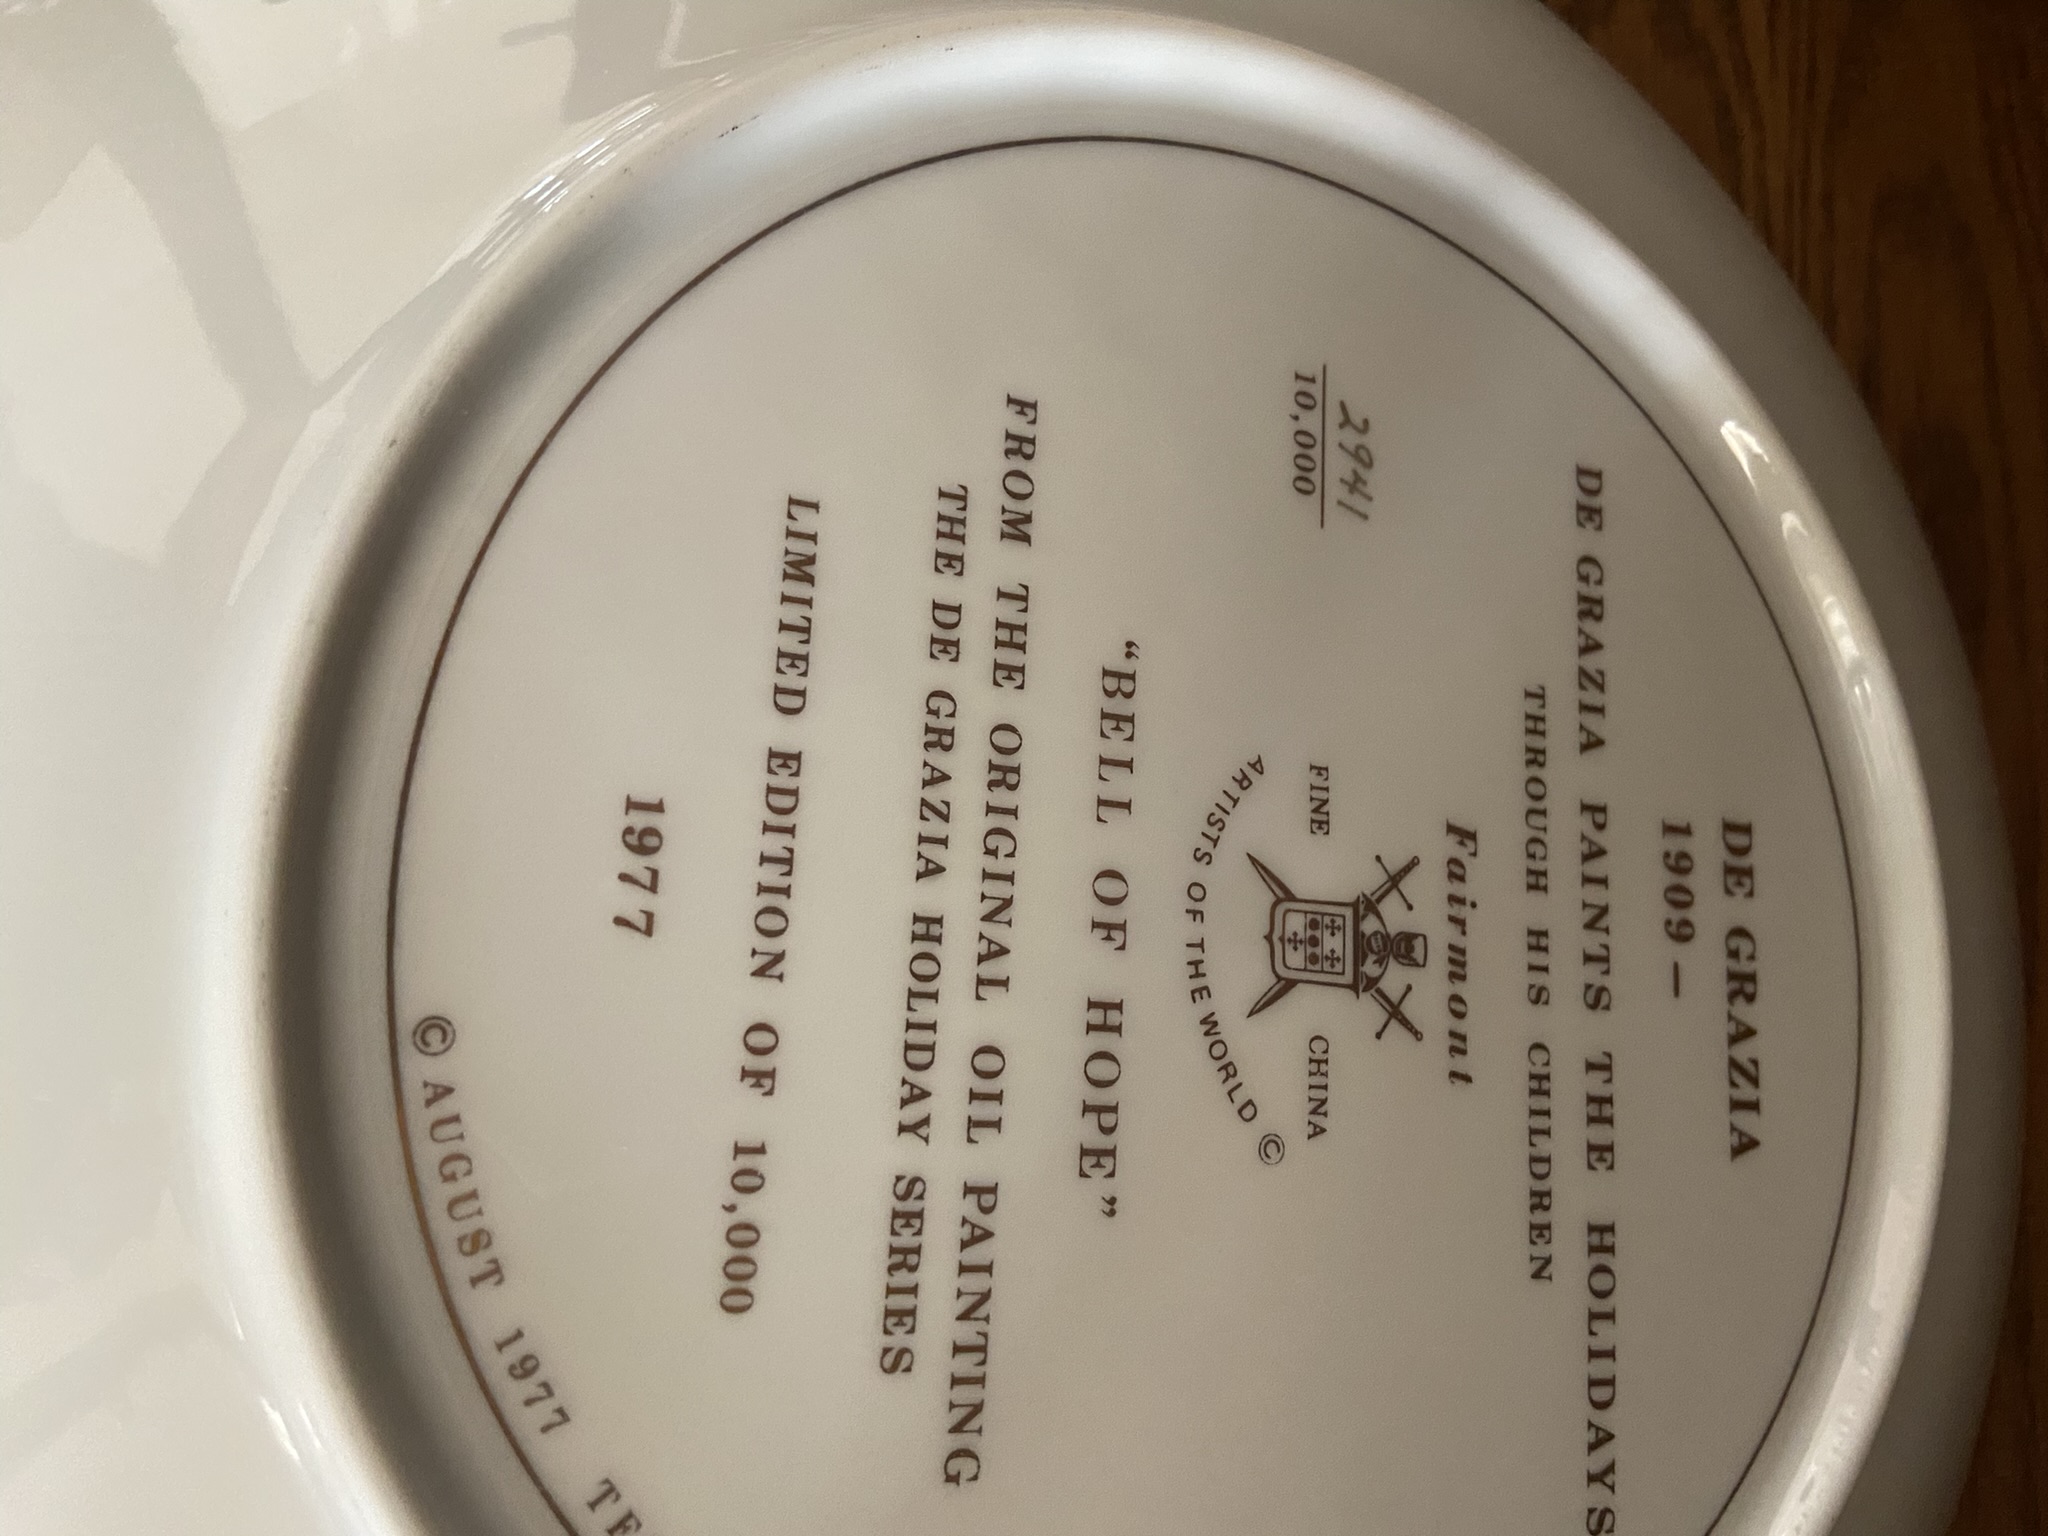 DE GRAZIA
1909 –
DE GRAZIA PAINTS THE HOLIDAYS
THROUGH HIS CHILDREN
Fairmont
FINE CHINA
ARTISTS OF THE WORLD ©
2941
10,000
"BELL OF HOPE"
FROM THE ORIGINAL OIL PAINTING
THE DE GRAZIA HOLIDAY SERIES
LIMITED EDITION OF 10,000
1977
© AUGUST 1977